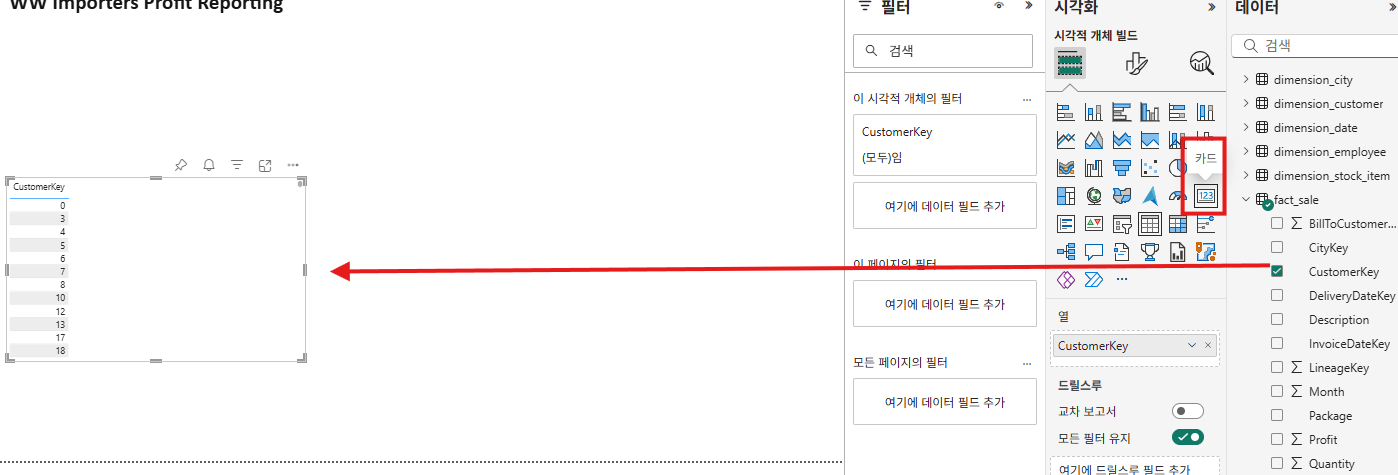 WW Importers Profit Reporting
CustomerKey
0
3
4
5
6
7
8
10
12
13
17
18
필터
검색
이 시각적 개체의 필터
CustomerKey
(모두)임
여기에 데이터 필드 추가
이 페이지의 필터
여기에 데이터 필드 추가
모든 페이지의 필터
여기에 데이터 필드 추가
시각화
시각적 개체 빌드
카드
123
열
CustomerKey
드릴스루
교차 보고서
모든 필터 유지
여기에 드릴스루 필드 추가
데이터
검색
dimension_city
dimension_customer
dimension_date
dimension_employee
dimension_stock_item
fact_sale
BillToCustomer...
CityKey
CustomerKey
DeliveryDateKey
Description
InvoiceDateKey
LineageKey
Month
Package
Profit
Quantity